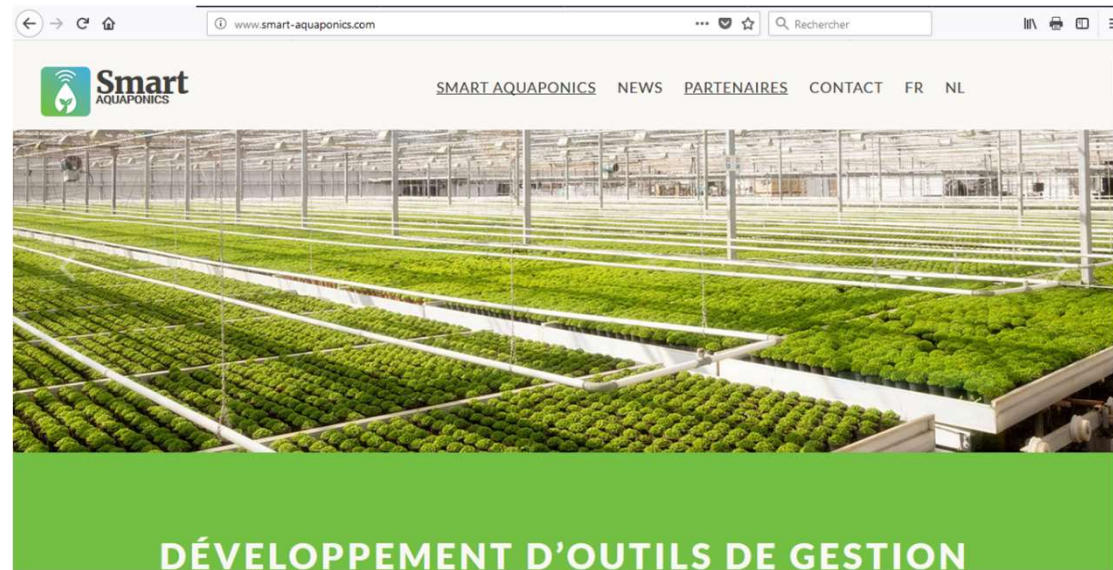 www.smart-aquaponics.com
Rechercher
Smart
AQUAPONICS
SMART AQUAPONICS NEWS PARTENAIRES CONTACT FR NL
DÉVELOPPEMENT D'OUTILS DE GESTION